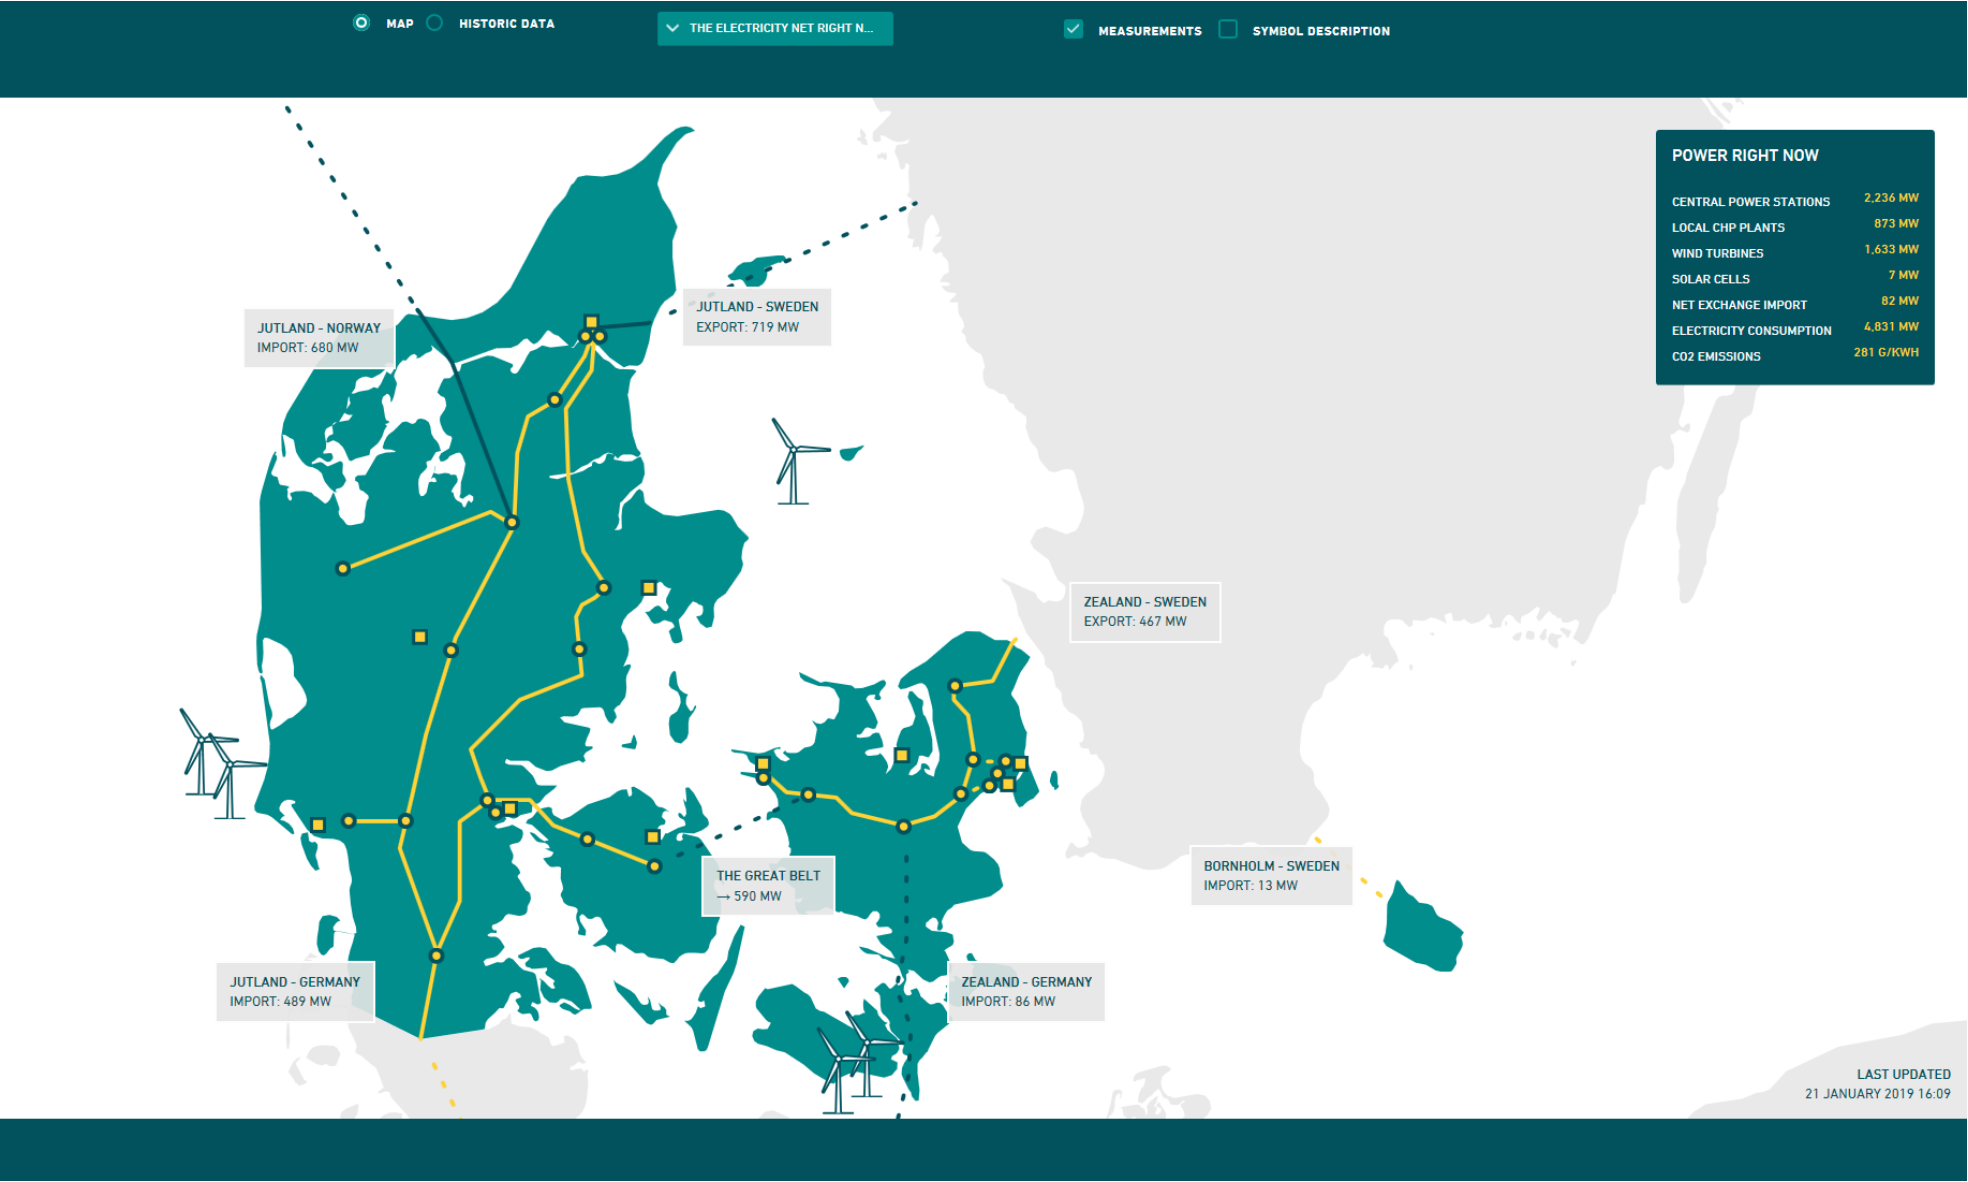 MAP
HISTORIC DATA
THE ELECTRICITY NET RIGHT N...
MEASUREMENTS
SYMBOL DESCRIPTION
POWER RIGHT NOW
CENTRAL POWER STATIONS 2,236 MW
LOCAL CHP PLANTS 873 MW
WIND TURBINES 1,633 MW
SOLAR CELLS 7 MW
NET EXCHANGE IMPORT 82 MW
ELECTRICITY CONSUMPTION 4,831 MW
CO2 EMISSIONS 281 G/KWH
JUTLAND - SWEDEN
EXPORT: 719 MW
JUTLAND - NORWAY
IMPORT: 680 MW
ZEALAND - SWEDEN
EXPORT: 467 MW
BORNHOLM - SWEDEN
IMPORT: 13 MW
THE GREAT BELT
→ 590 MW
JUTLAND - GERMANY
IMPORT: 489 MW
ZEALAND - GERMANY
IMPORT: 86 MW
LAST UPDATED
21 JANUARY 2019 16:09